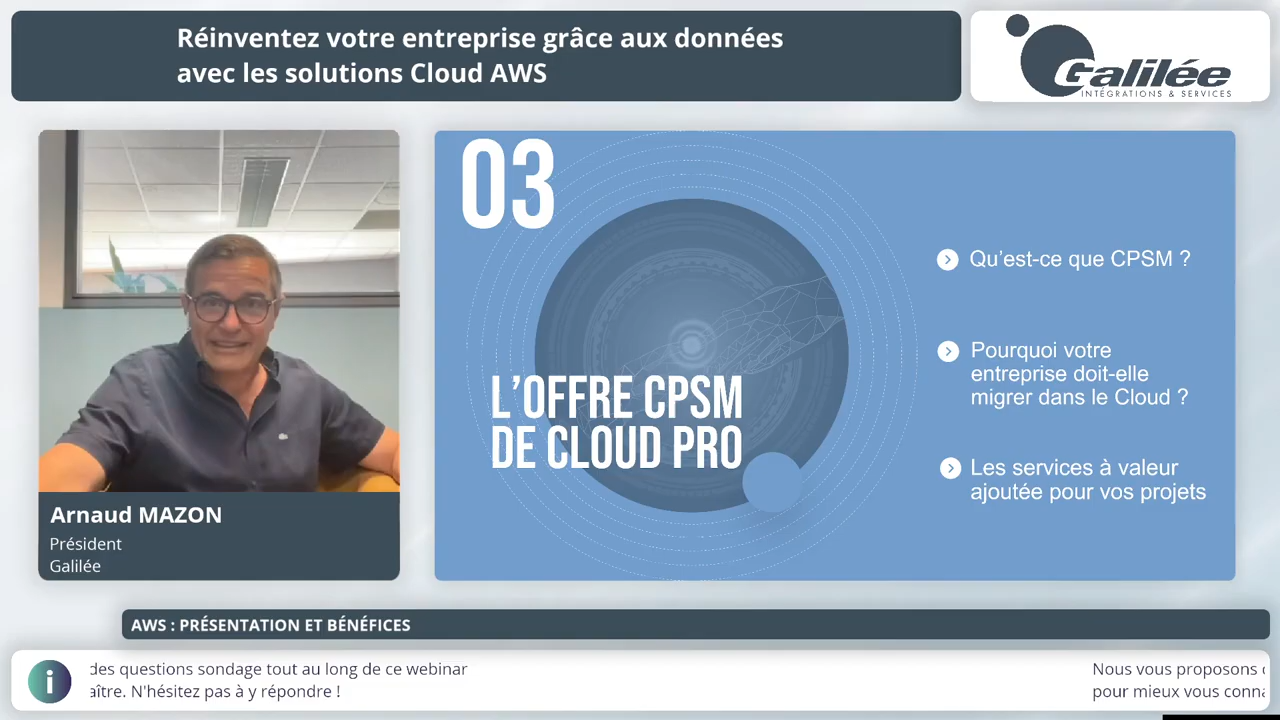 Réinventez votre entreprise grâce aux données
avec les solutions Cloud AWS
Galilée
INTÉGRATIONS & SERVICES
03
L'OFFRE CPSM
DE CLOUD PRO
Qu'est-ce que CPSM ?
Pourquoi votre
entreprise doit-elle
migrer dans le Cloud ?
Les services à valeur
ajoutée pour vos projets
Arnaud MAZON
Président
Galilée
AWS : PRÉSENTATION ET BÉNÉFICES
des questions sondage tout au long de ce webinar
aître. N'hésitez pas à y répondre !
Nous vous proposons
pour mieux vous conna